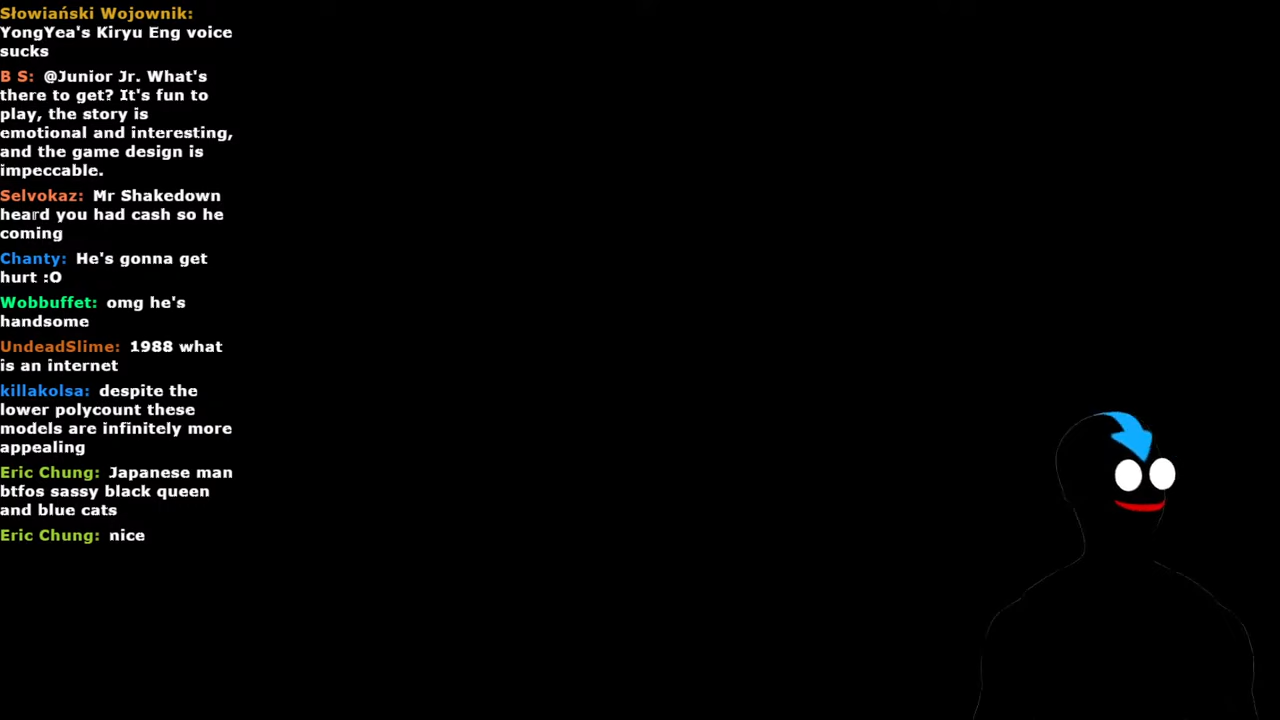 Słowiański Wojownik:
YongYea's Kiryu Eng voice
sucks
B S: @Junior Jr. What's
there to get? It's fun to
play, the story is
emotional and interesting,
and the game design is
impeccable.
Selvokaz: Mr Shakedown
heard you had cash so he
coming
Chanty: He's gonna get
hurt :O
Wobbuffet: omg he's
handsome
UndeadSlime: 1988 what
is an internet
killakolsa: despite the
lower polycount these
models are infinitely more
appealing
Eric Chung: Japanese man
btfos sassy black queen
and blue cats
Eric Chung: nice